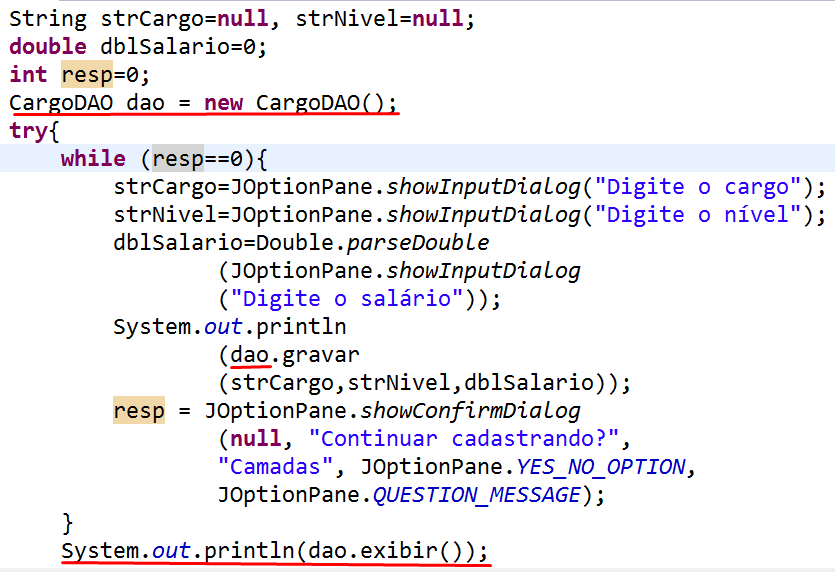 String strCargo=null, strNivel=null;
double dblSalario=0;
int resp=0;
CargoDAO dao = new CargoDAO();
try{
while (resp==0){
strCargo=JOptionPane.showInputDialog("Digite o cargo");
strNivel=JOptionPane.showInputDialog("Digite o nível");
dblSalario=Double.parseDouble
(JOptionPane.showInputDialog
("Digite o salário"));
System.out.println
(dao.gravar
(strCargo,strNivel,dblSalario));
resp = JOptionPane.showConfirmDialog
(null, "Continuar cadastrando?",
"Camadas", JOptionPane.YES_NO_OPTION,
JOptionPane.QUESTION_MESSAGE);
}
System.out.println(dao.exibir());